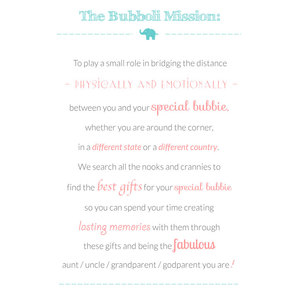 The Bubboli Mission:
To play a small role in bridging the distance
~ PHYSICALLY AND EMOTIONALLY ~
between you and your special bubbie,
whether you are around the corner,
in a different state or a different country.
We search all the nooks and crannies to
find the best gifts for your special bubbie
so you can spend your time creating
lasting memories with them through
these gifts and being the fabulous
aunt / uncle / grandparent / godparent you are!